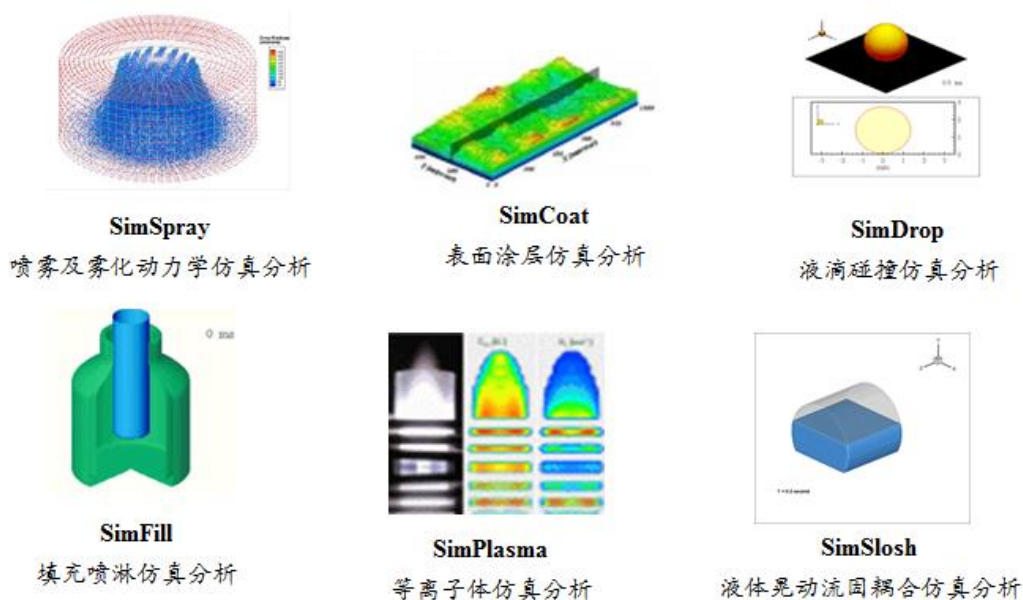 SimSpray
喷雾及雾化动力学仿真分析
SimCoat
表面涂层仿真分析
SimDrop
液滴碰撞仿真分析
SimFill
填充喷淋仿真分析
SimPlasma
等离子体仿真分析
SimSlosh
液体晃动流固耦合仿真分析